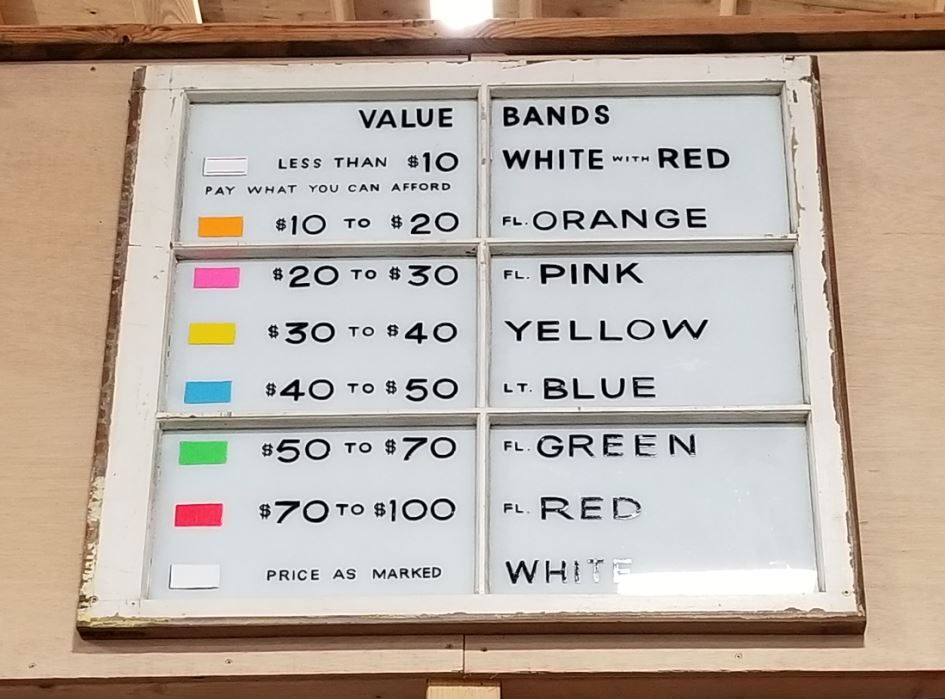 VALUE BANDS
LESS THAN $10 WHITE WITH RED
PAY WHAT YOU CAN AFFORD
$10 TO $20 FL. ORANGE
$20 TO $30 FL. PINK
$30 TO $40 YELLOW
$40 TO $50 LT. BLUE
$50 TO $70 FL. GREEN
$70 TO $100 FL. RED
PRICE AS MARKED WHITE